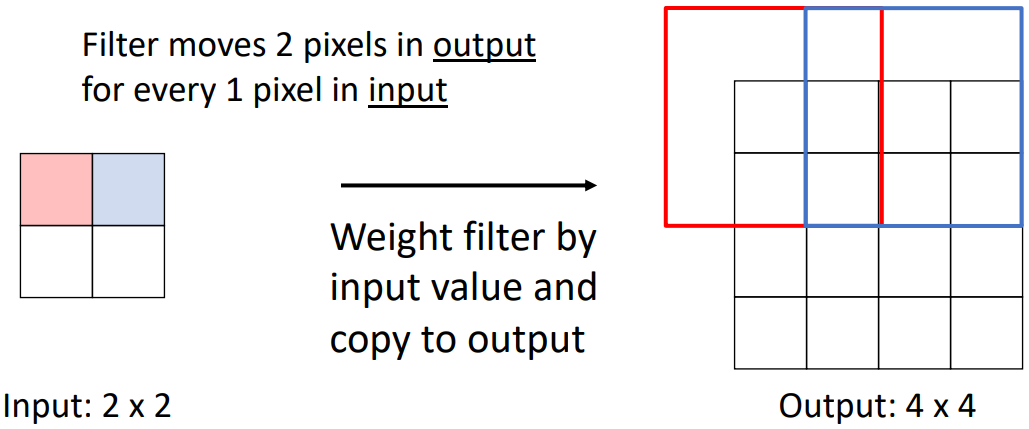 Filter moves 2 pixels in output
for every 1 pixel in input
Weight filter by
input value and
copy to output
Input: 2 x 2
Output: 4 x 4